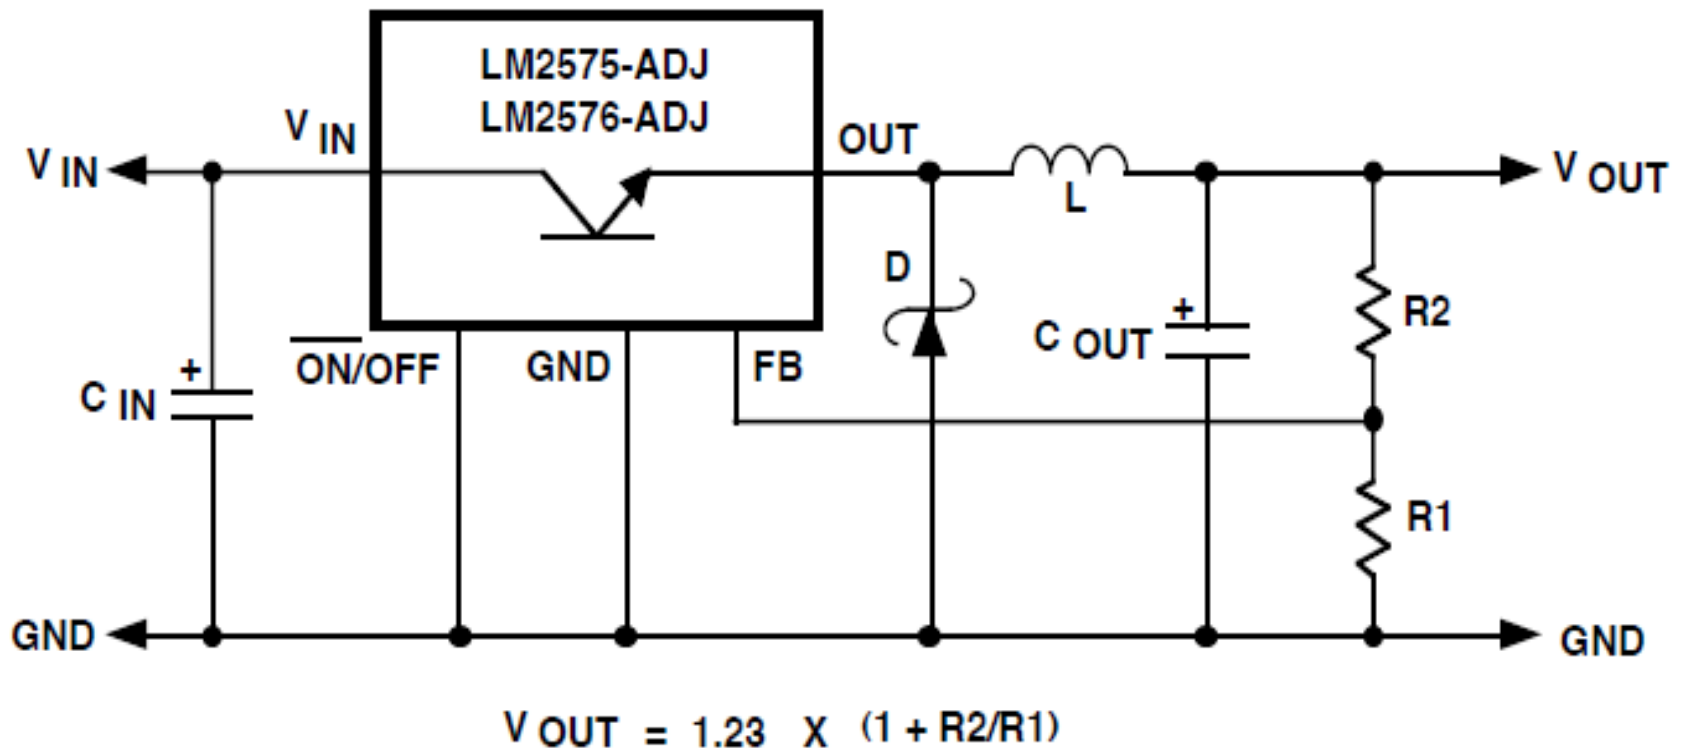 LM2575-ADJ
LM2576-ADJ
V IN
OUT
V IN
V OUT
L
D
+
C OUT
R2
ON/OFF
GND
FB
+
C IN
R1
GND
GND
V OUT = 1.23 X (1 + R2/R1)